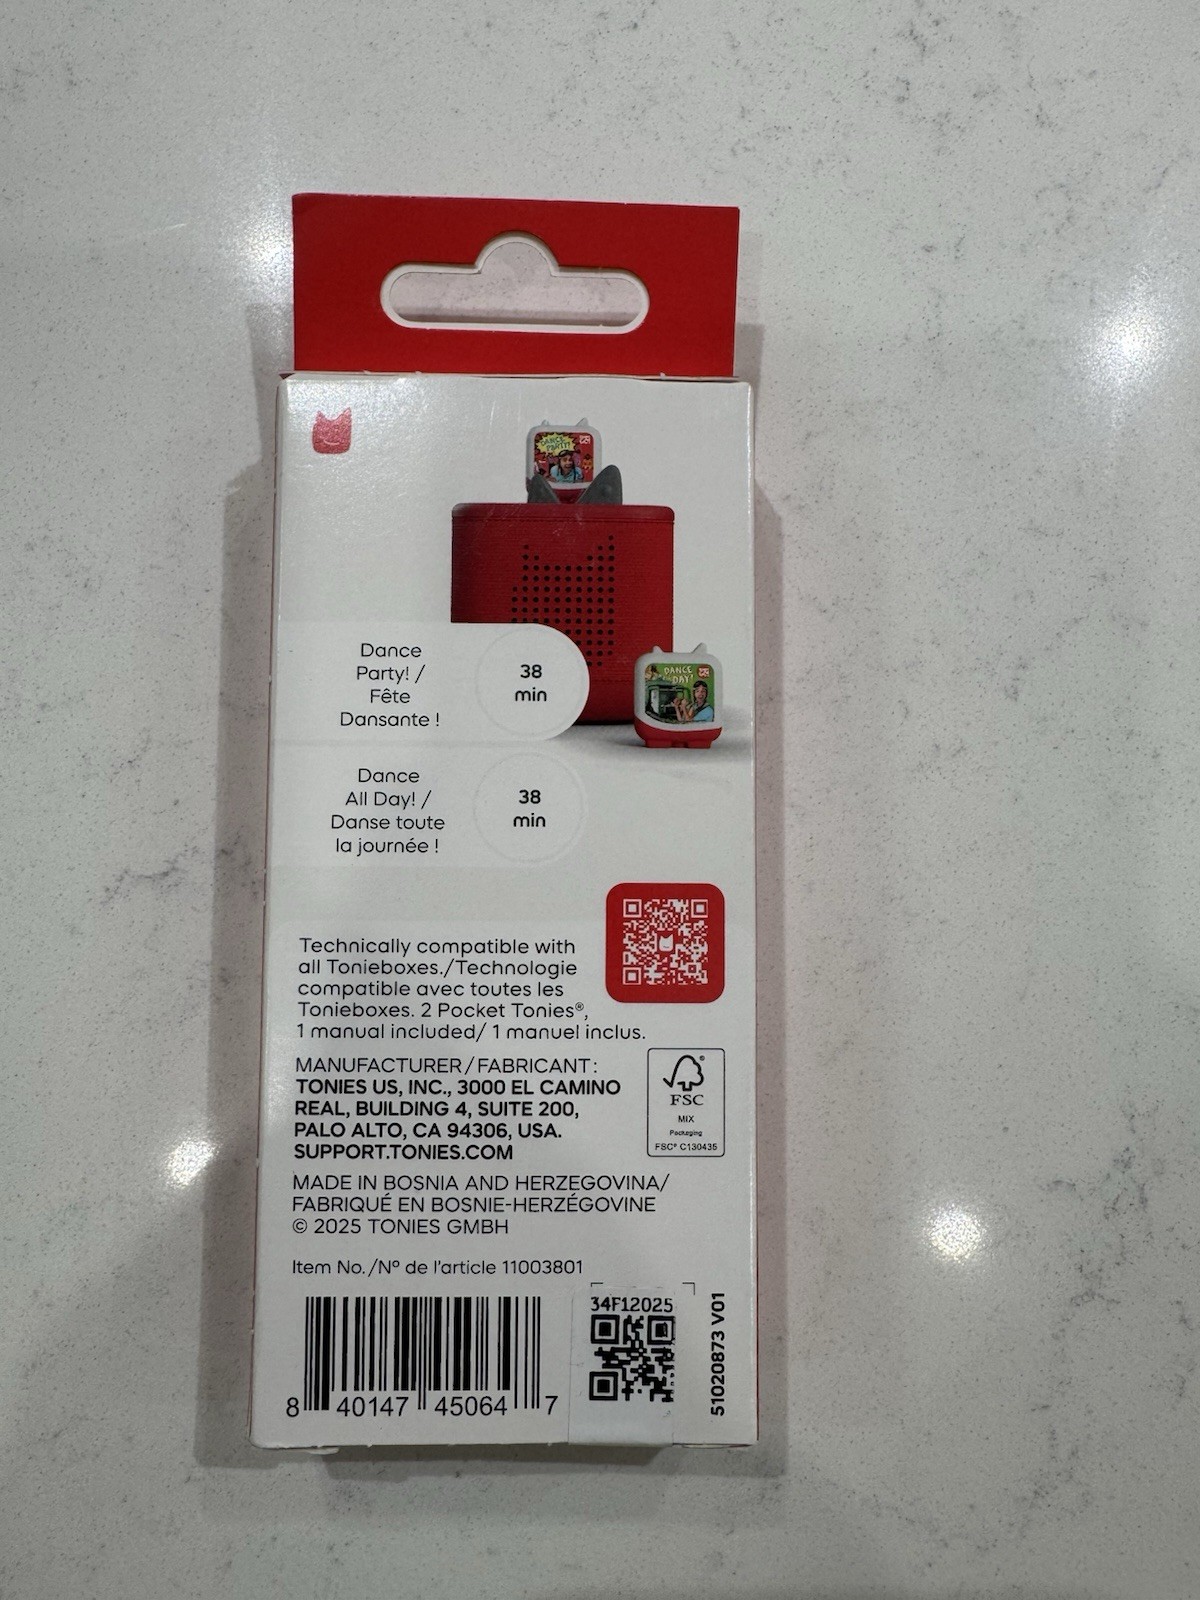 DANCE
PARTY!
Dance
Party! /
Fête
Dansante !
38
min
DANCE
DAY!
Dance
All Day! /
Danse toute
la journée !
38
min
Technically compatible with
all Tonieboxes./Technologie
compatible avec toutes les
Tonieboxes. 2 Pocket Tonies®,
1 manual included/ 1 manuel inclus.
MANUFACTURER/FABRICANT:
TONIES US, INC., 3000 EL CAMINO
REAL, BUILDING 4, SUITE 200,
PALO ALTO, CA 94306, USA.
SUPPORT.TONIES.COM
FSC
MIX
Packaging
FSC® C130435
MADE IN BOSNIA AND HERZEGOVINA/
FABRIQUÉ EN BOSNIE-HERZÉGOVINE
© 2025 TONIES GMBH
Item No./Nº de l'article 11003801
34F12025
8 40147 45064 7
51020873 V01